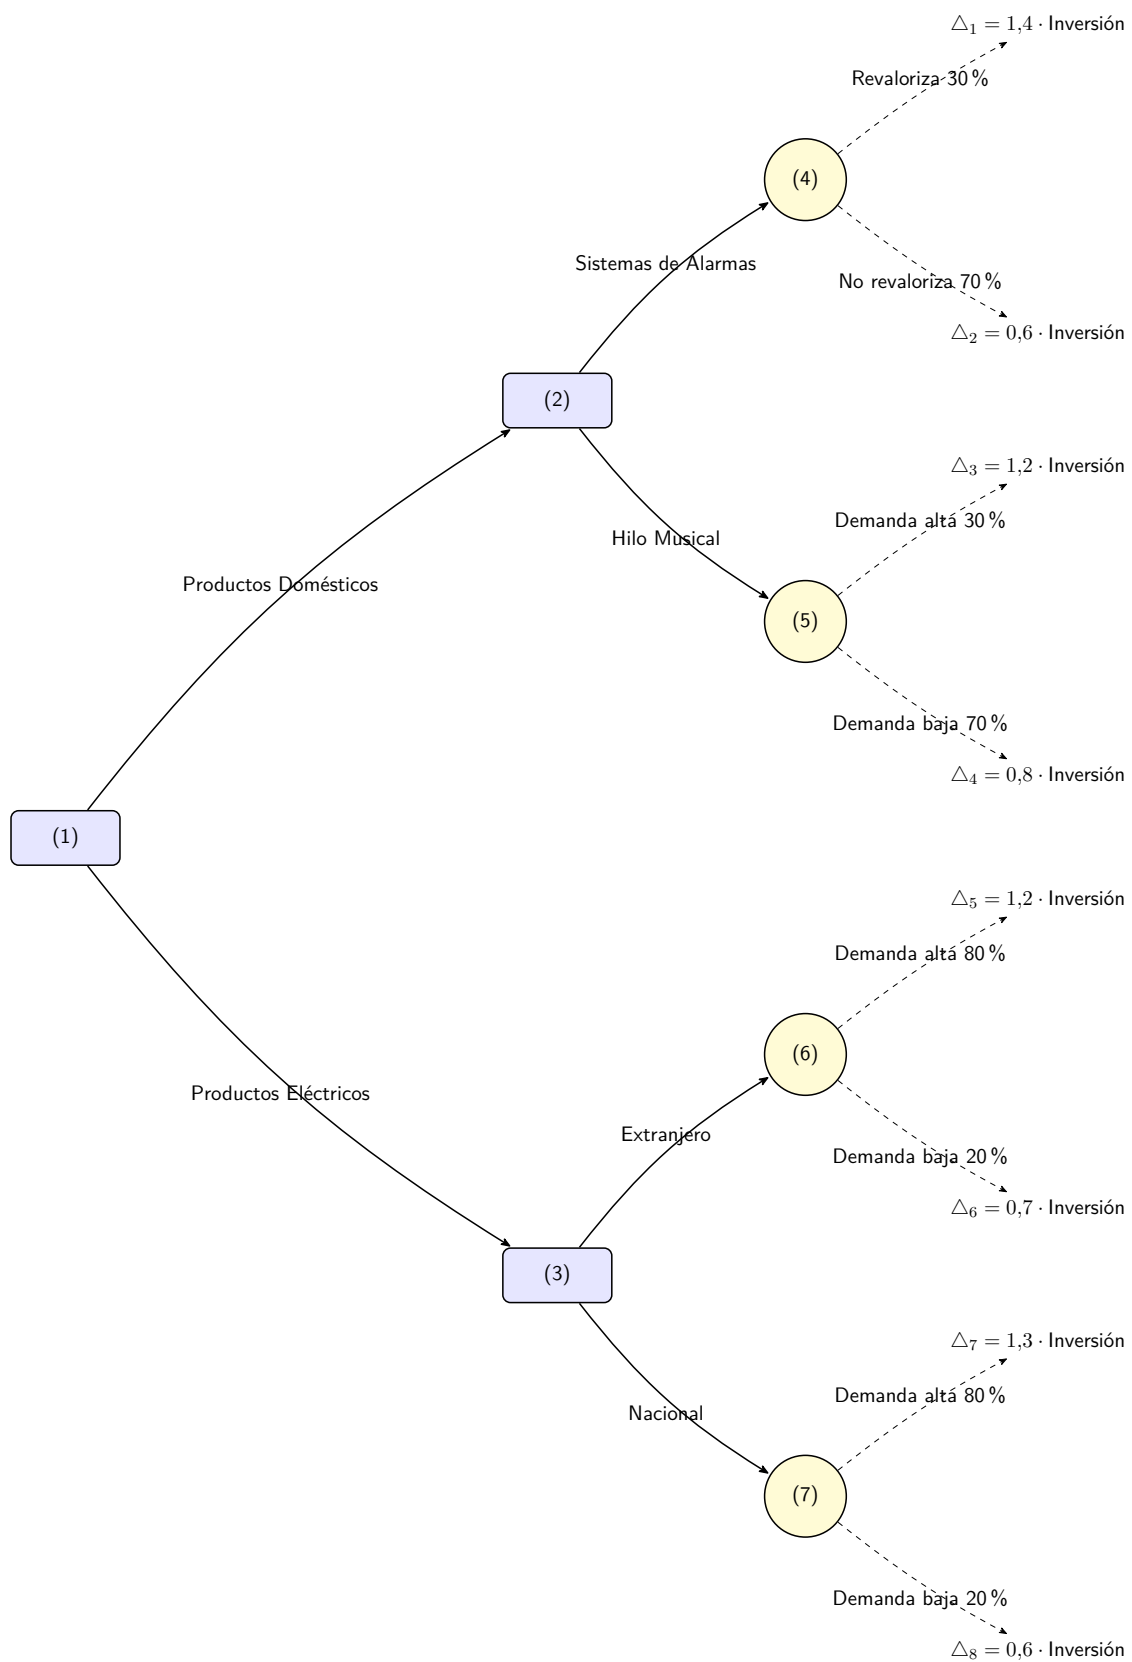 △₁ = 1,4 · Inversión
Revaloriza 30 %
(4)
Sistemas de Alarmas
No revaloriza 70 %
△₂ = 0,6 · Inversión
(2)
△₃ = 1,2 · Inversión
Demanda alta 30 %
Hilo Musical
Productos Domésticos
(5)
Demanda baja 70 %
△₄ = 0,8 · Inversión
(1)
△₅ = 1,2 · Inversión
Demanda alta 80 %
(6)
Productos Eléctricos
Extranjero
Demanda baja 20 %
△₆ = 0,7 · Inversión
(3)
△₇ = 1,3 · Inversión
Demanda alta 80 %
Nacional
(7)
Demanda baja 20 %
△₈ = 0,6 · Inversión